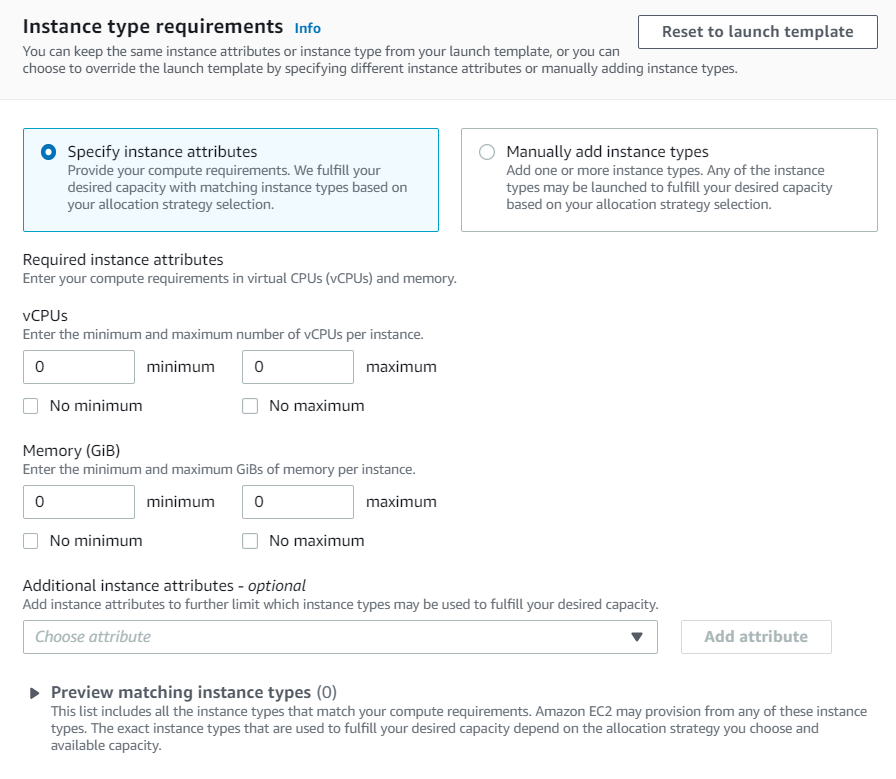 Instance type requirements Info
Reset to launch template
You can keep the same instance attributes or instance type from your launch template, or you can
choose to override the launch template by specifying different instance attributes or manually adding instance types.
Specify instance attributes
Provide your compute requirements. We fulfill your
desired capacity with matching instance types based on
your allocation strategy selection.
Manually add instance types
Add one or more instance types. Any of the instance
types may be launched to fulfill your desired capacity
based on your allocation strategy selection.
Required instance attributes
Enter your compute requirements in virtual CPUs (vCPUs) and memory.
vCPUs
Enter the minimum and maximum number of vCPUs per instance.
0 minimum 0 maximum
No minimum No maximum
Memory (GiB)
Enter the minimum and maximum GiBs of memory per instance.
0 minimum 0 maximum
No minimum No maximum
Additional instance attributes - optional
Add instance attributes to further limit which instance types may be used to fulfill your desired capacity.
Choose attribute Add attribute
Preview matching instance types (0)
This list includes all the instance types that match your compute requirements. Amazon EC2 may provision from any of these instance
types. The exact instance types that are used to fulfill your desired capacity depend on the allocation strategy you choose and
available capacity.